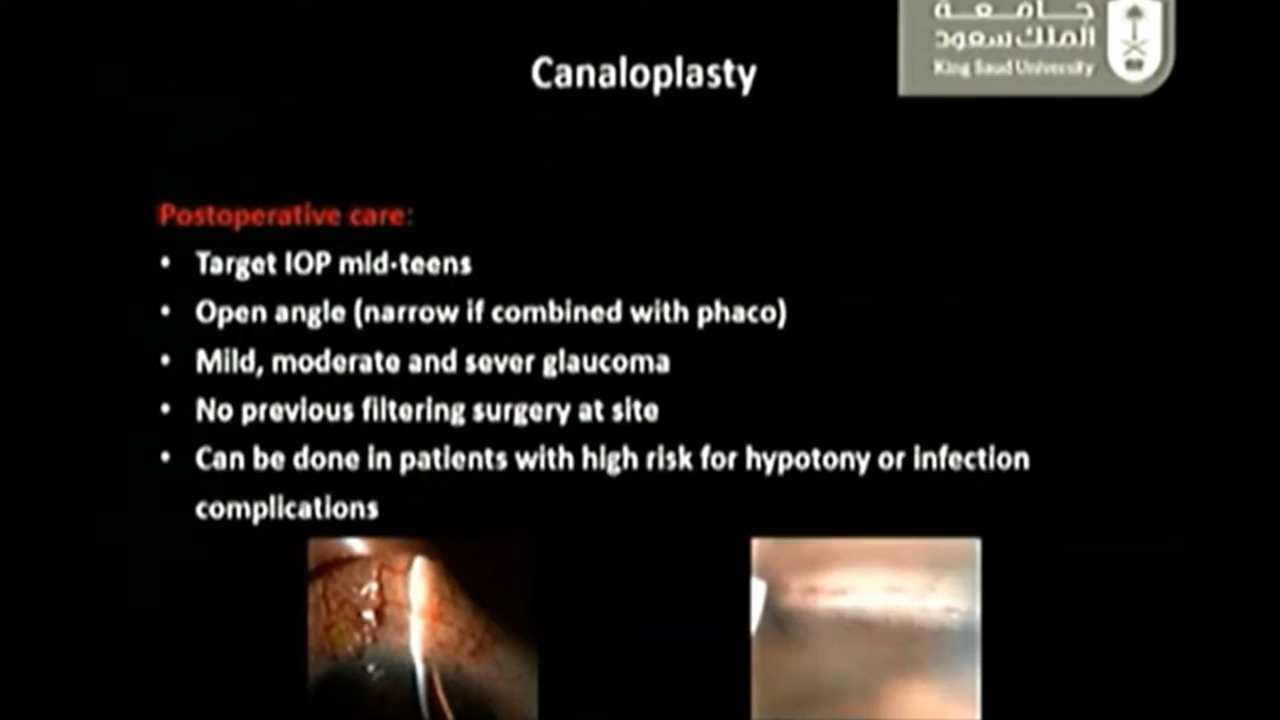 Canaloplasty
جامعة
الملك سعود
King Saud University
Postoperative care:
• Target IOP mid-teens
• Open angle (narrow if combined with phaco)
• Mild, moderate and sever glaucoma
• No previous filtering surgery at site
• Can be done in patients with high risk for hypotony or infection
complications